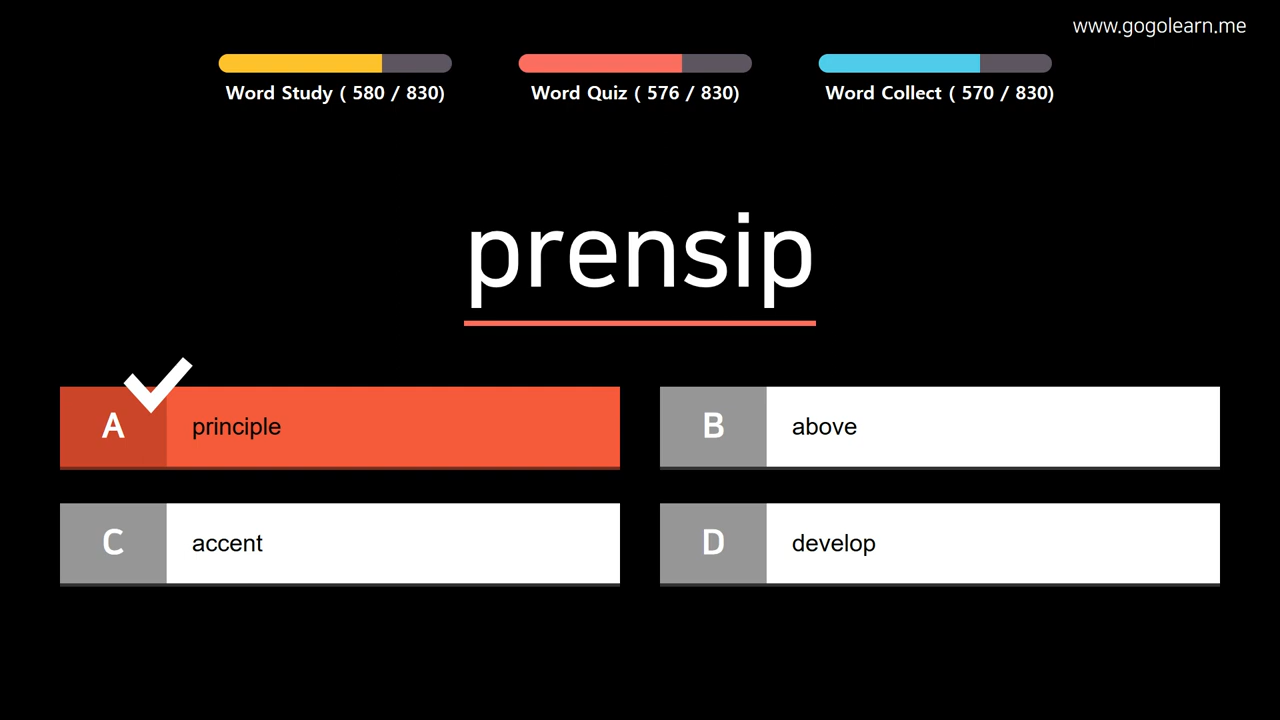 www.gogolearn.me
Word Study ( 580 / 830)
Word Quiz ( 576 / 830)
Word Collect ( 570 / 830)
prensip
A principle
B above
C accent
D develop